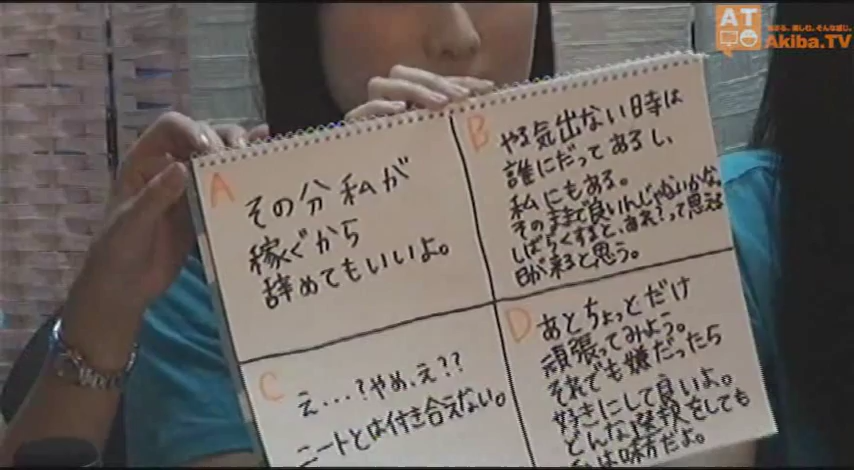 AT
Akiba.TV
A
その分私が
稼ぐから
辞めてもいいよ。
B
やる気出ない時は
誰にだってあるし、
私にもある。
そのままで良いんじゃないかな。
しばらくすると、あれ?って思える
日が来ると思う。
C
え...?やめ、え??
ニートとは付き合えない。
D
あとちょっとだけ
頑張ってみよう。
それでも嫌だったら
好きにして良いよ。
どんな選択をしても
は味方だよ。